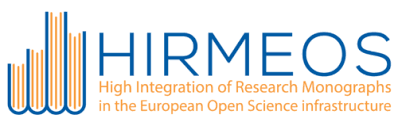 HIRMEOS
High Integration of Research Monographs
in the European Open Science infrastructure